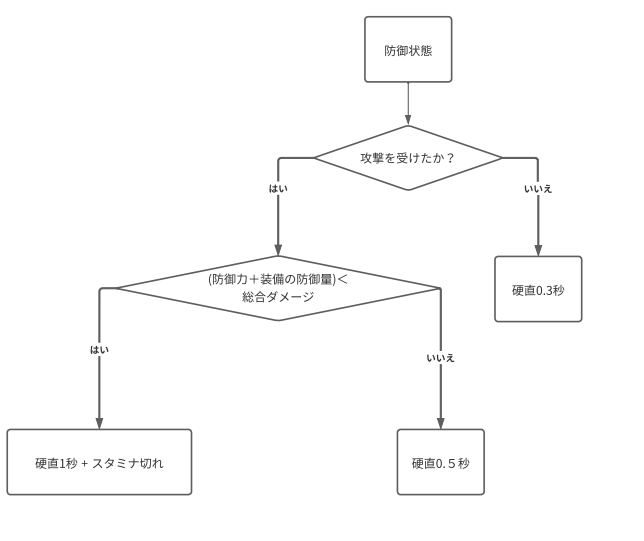 防御状態
攻撃を受けたか？
はい
いいえ
(防御力＋装備の防御量)＜
総合ダメージ
硬直0.3秒
はい
いいえ
硬直1秒 + スタミナ切れ
硬直0.５秒